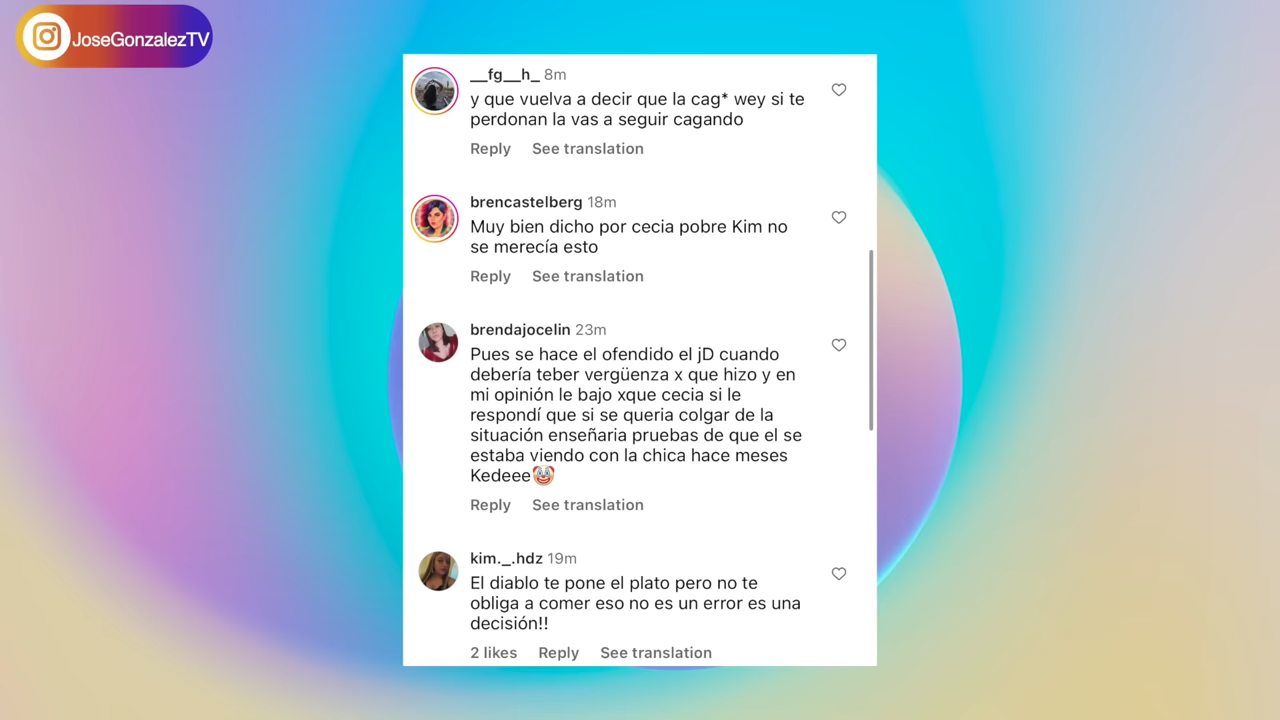 JoseGonzalezTV
__fg__h_ 8m
y que vuelva a decir que la cag* wey si te
perdonan la vas a seguir cagando
Reply See translation
brencastelberg 18m
Muy bien dicho por cecia pobre Kim no
se merecía esto
Reply See translation
brendajocelin 23m
Pues se hace el ofendido el jD cuando
debería teber vergüenza x que hizo y en
mi opinión le bajo xque cecia si le
respondí que si se queria colgar de la
situación enseñaria pruebas de que el se
estaba viendo con la chica hace meses
Kedeee🤡
Reply See translation
kim._.hdz 19m
El diablo te pone el plato pero no te
obliga a comer eso no es un error es una
decisión!!
2 likes Reply See translation